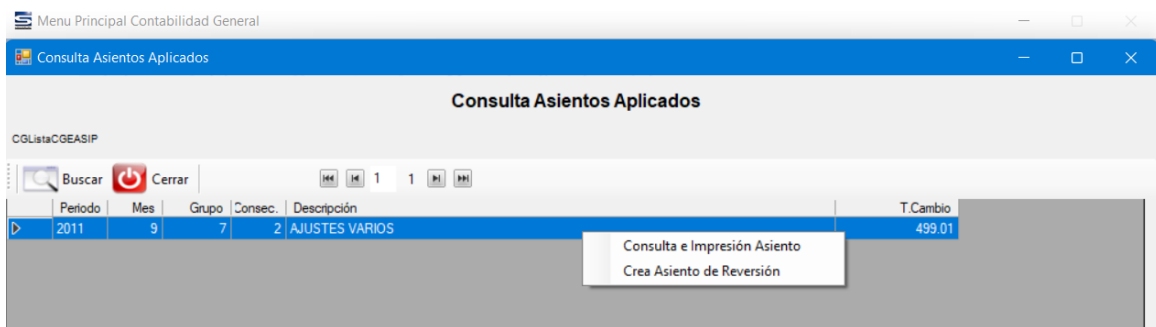 Menu Principal Contabilidad General
Consulta Asientos Aplicados
Consulta Asientos Aplicados
CGListaCGEASIP
Buscar Cerrar 1 1
Periodo Mes Grupo Consec. Descripción T.Cambio
2011 9 7 2 AJUSTES VARIOS 499.01
Consulta e Impresión Asiento
Crea Asiento de Reversión